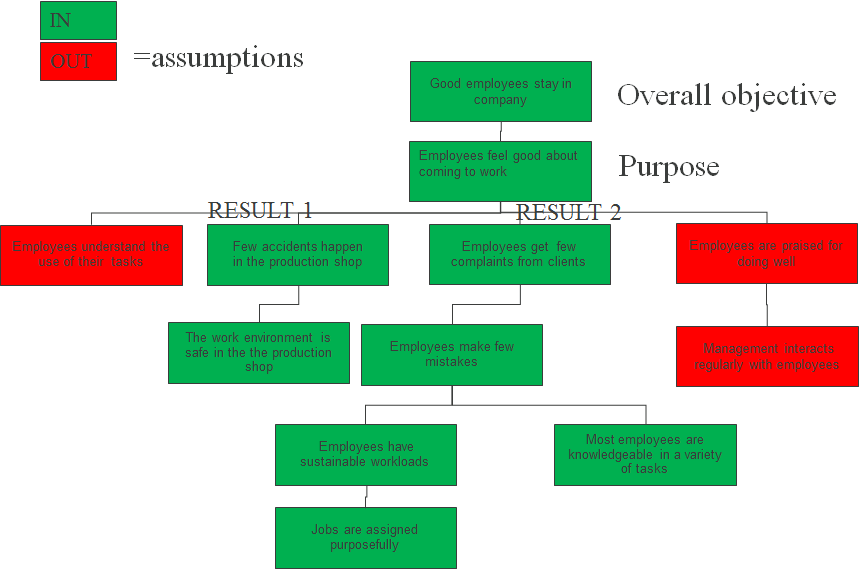 IN
OUT
=assumptions
Good employees stay in
company
Overall objective
Employees feel good about
coming to work
Purpose
RESULT 1
RESULT 2
Employees understand the
use of their tasks
Few accidents happen
in the production shop
Employees get few
complaints from clients
Employees are praised for
doing well
The work environment is
safe in the the production
shop
Employees make few
mistakes
Management interacts
regularly with employees
Employees have
sustainable workloads
Most employees are
knowledgeable in a variety
of tasks
Jobs are assigned
purposefully